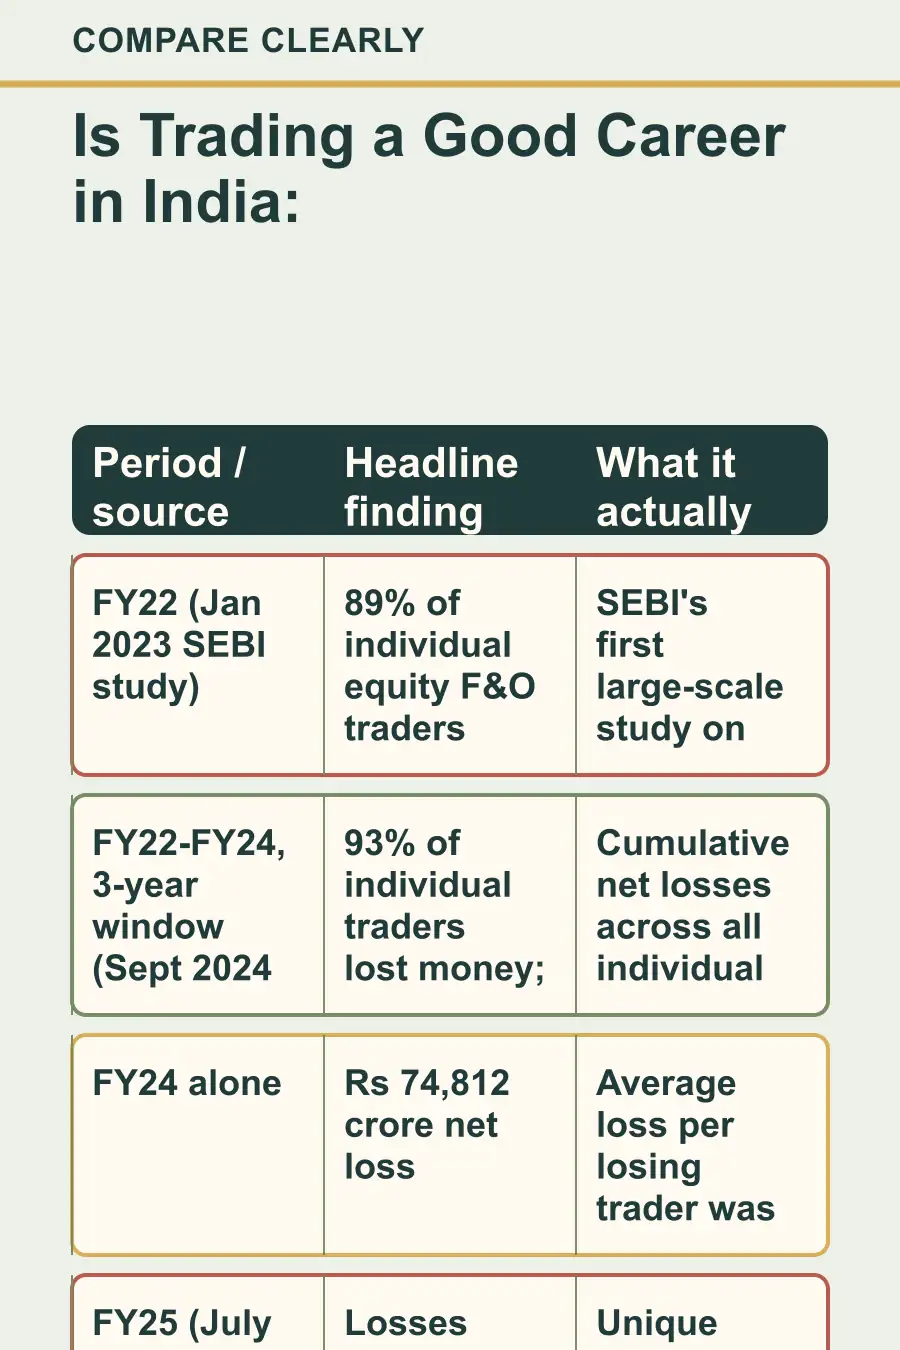 COMPARE CLEARLY
Is Trading a Good Career
in India:
Period /
source
Headline
finding
What it
actually
FY22 (Jan
2023 SEBI
study)
89% of
individual
equity F&O
traders
SEBI's
first
large-scale
study on
FY22-FY24,
3-year
window
(Sept 2024
93% of
individual
traders
lost money;
Cumulative
net losses
across all
individual
FY24 alone
Rs 74,812
crore net
loss
Average
loss per
losing
trader was
FY25 (July
Losses
Unique